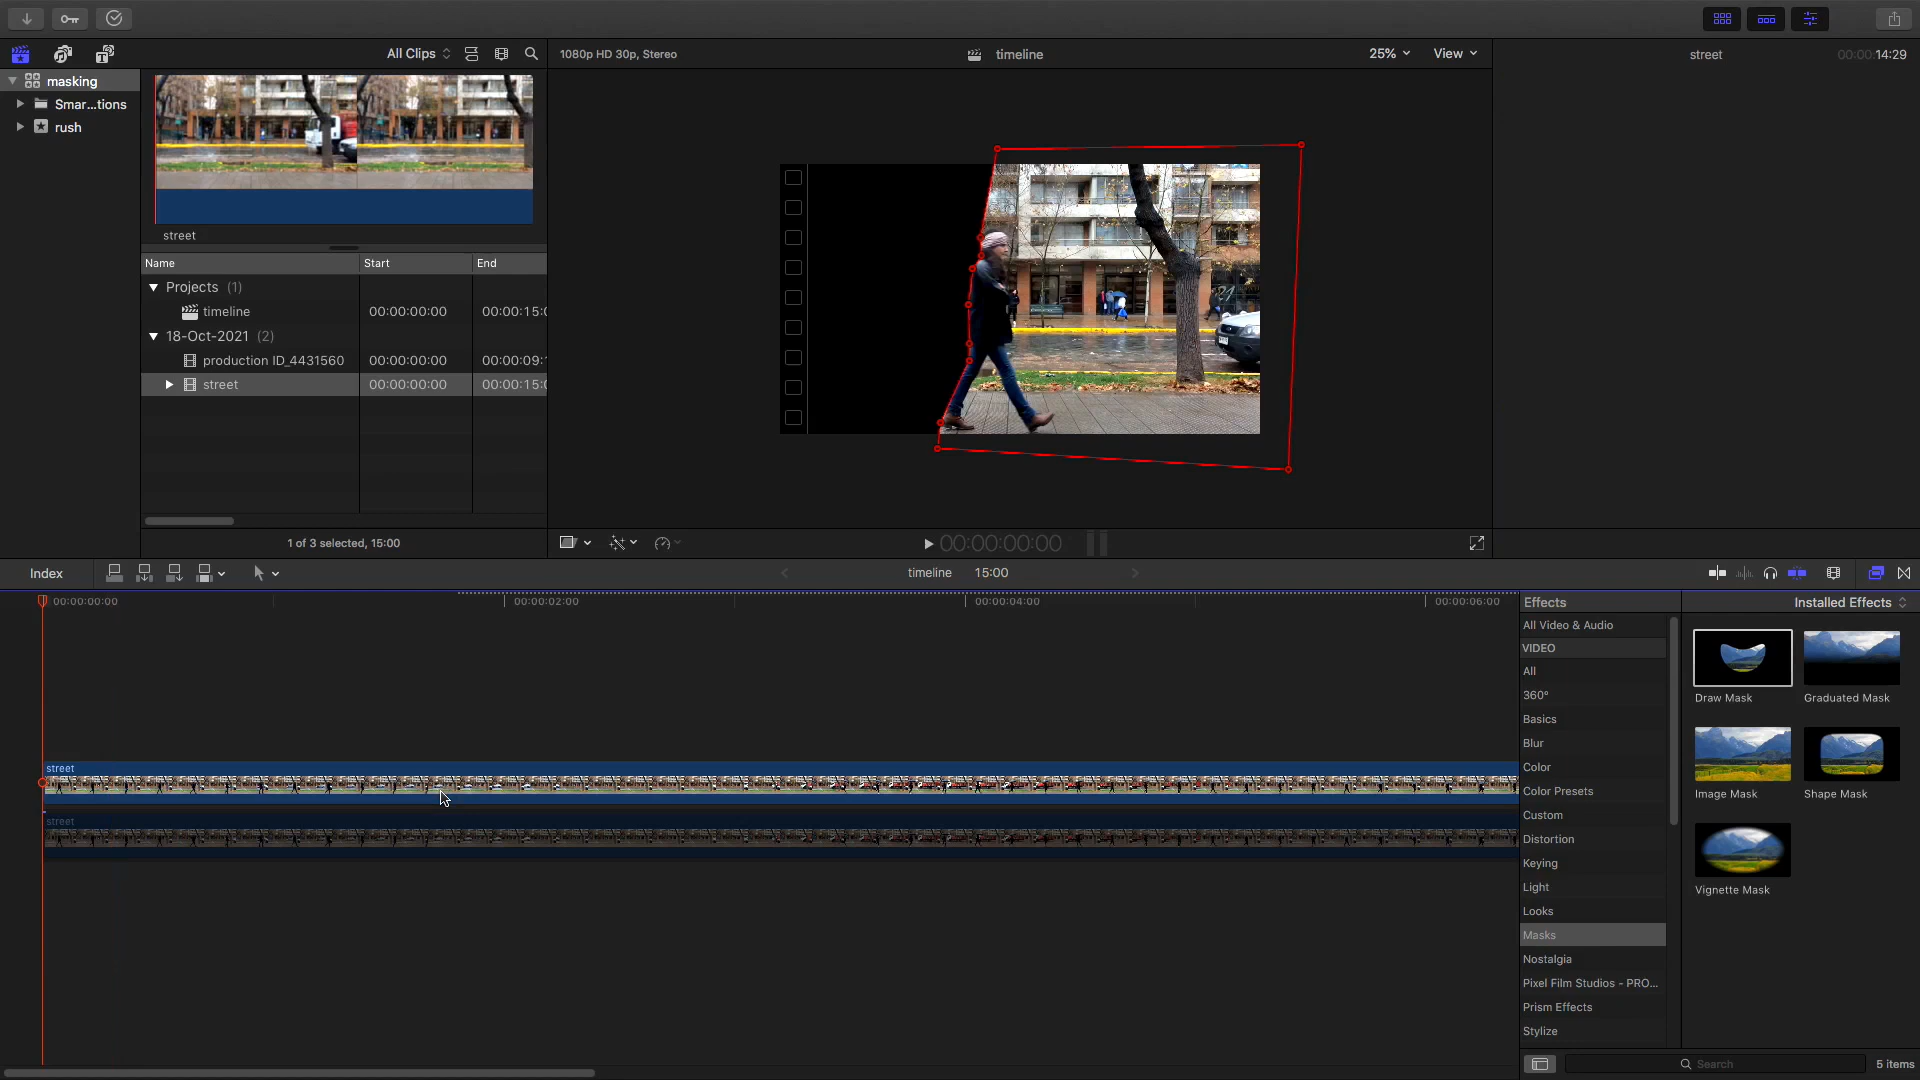 All Clips
1080p HD 30p, Stereo
timeline
25%
View
street
00:00:14:29
masking
Smar...tions
rush
street
Name
Start
End
Projects (1)
timeline
00:00:00:00
00:00:15:0
18-Oct-2021 (2)
production ID_4431560
00:00:00:00
00:00:09:
street
00:00:00:00
00:00:15:0
1 of 3 selected, 15:00
00:00:00:00
Index
timeline
15:00
00:00:00:00
00:00:02:00
00:00:04:00
00:00:06:00
street
street
Effects
Installed Effects
All Video & Audio
VIDEO
All
360°
Basics
Blur
Color
Color Presets
Custom
Distortion
Keying
Light
Looks
Masks
Nostalgia
Pixel Film Studios - PRO...
Prism Effects
Stylize
Draw Mask
Graduated Mask
Image Mask
Shape Mask
Vignette Mask
Search
5 items